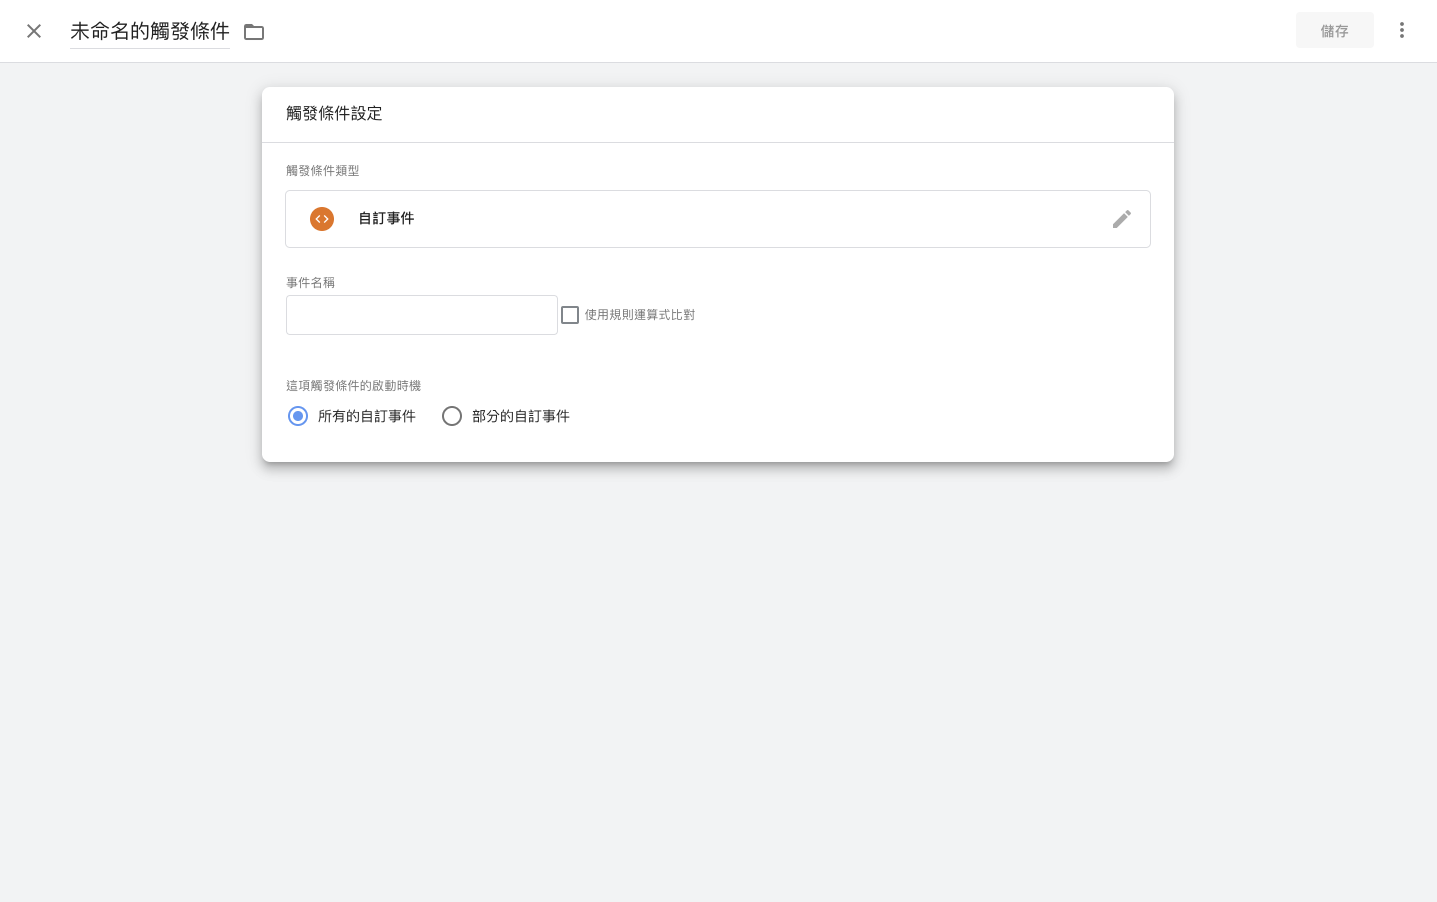 未命名的觸發條件
儲存
觸發條件設定
觸發條件類型
自訂事件
事件名稱
使用規則運算式比對
這項觸發條件的啟動時機
所有的自訂事件
部分的自訂事件